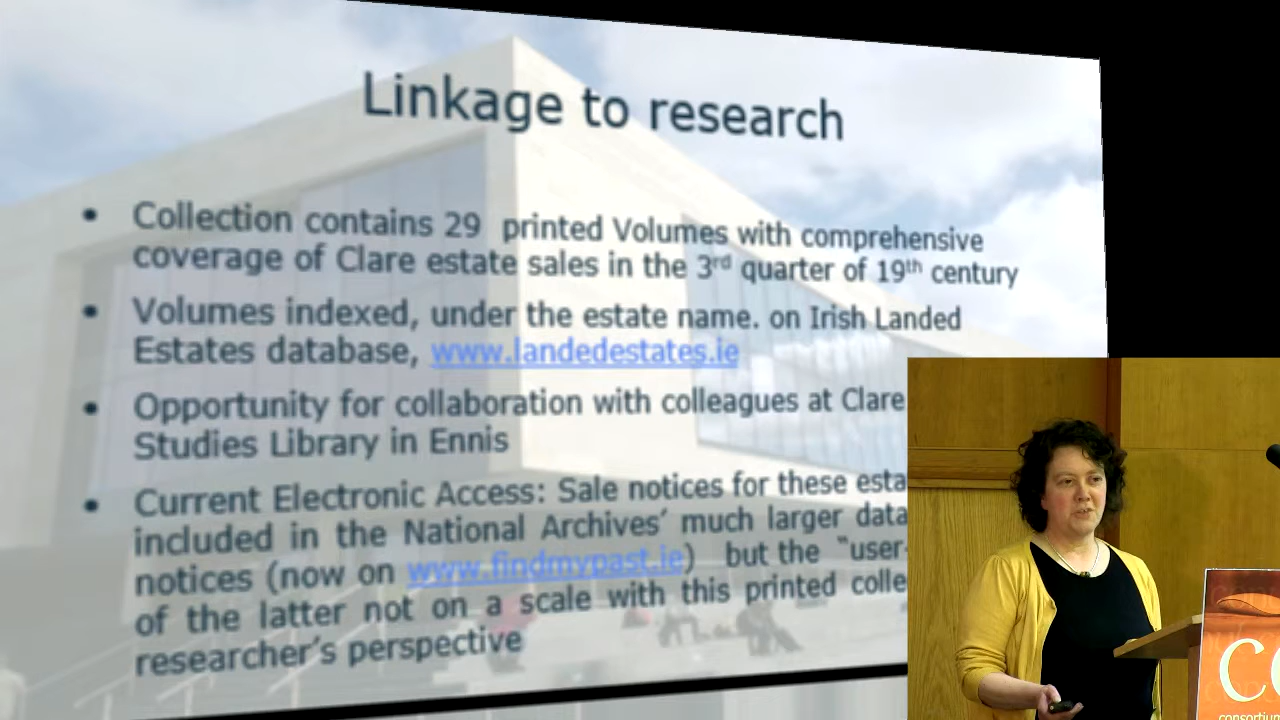 Linkage to research
• Collection contains 29 printed Volumes with comprehensive
coverage of Clare estate sales in the 3rd quarter of 19th century
• Volumes indexed, under the estate name. on Irish Landed
Estates database, www.landedestates.ie
• Opportunity for collaboration with colleagues at Clare
Studies Library in Ennis
• Current Electronic Access: Sale notices for these esta
included in the National Archives’ much larger data
notices (now on www.findmypast.ie) but the “user-
of the latter not on a scale with this printed colle
researcher’s perspective
CO
consortiu